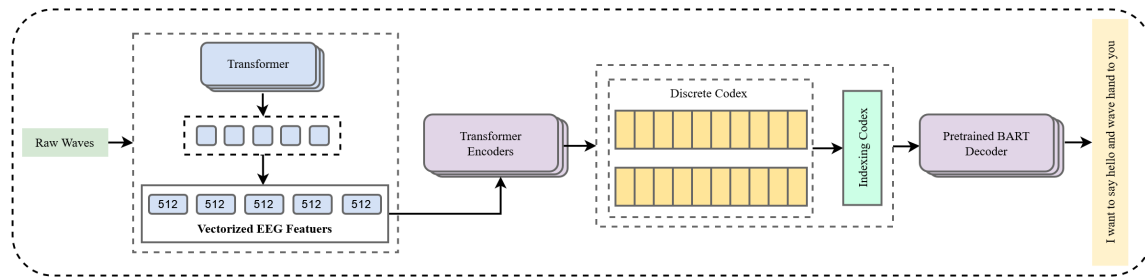 Raw Waves
Transformer
512 512 512 512 512
Vectorized EEG Featuers
Transformer
Encoders
Discrete Codex
Indexing Codex
Pretrained BART
Decoder
I want to say hello and wave hand to you